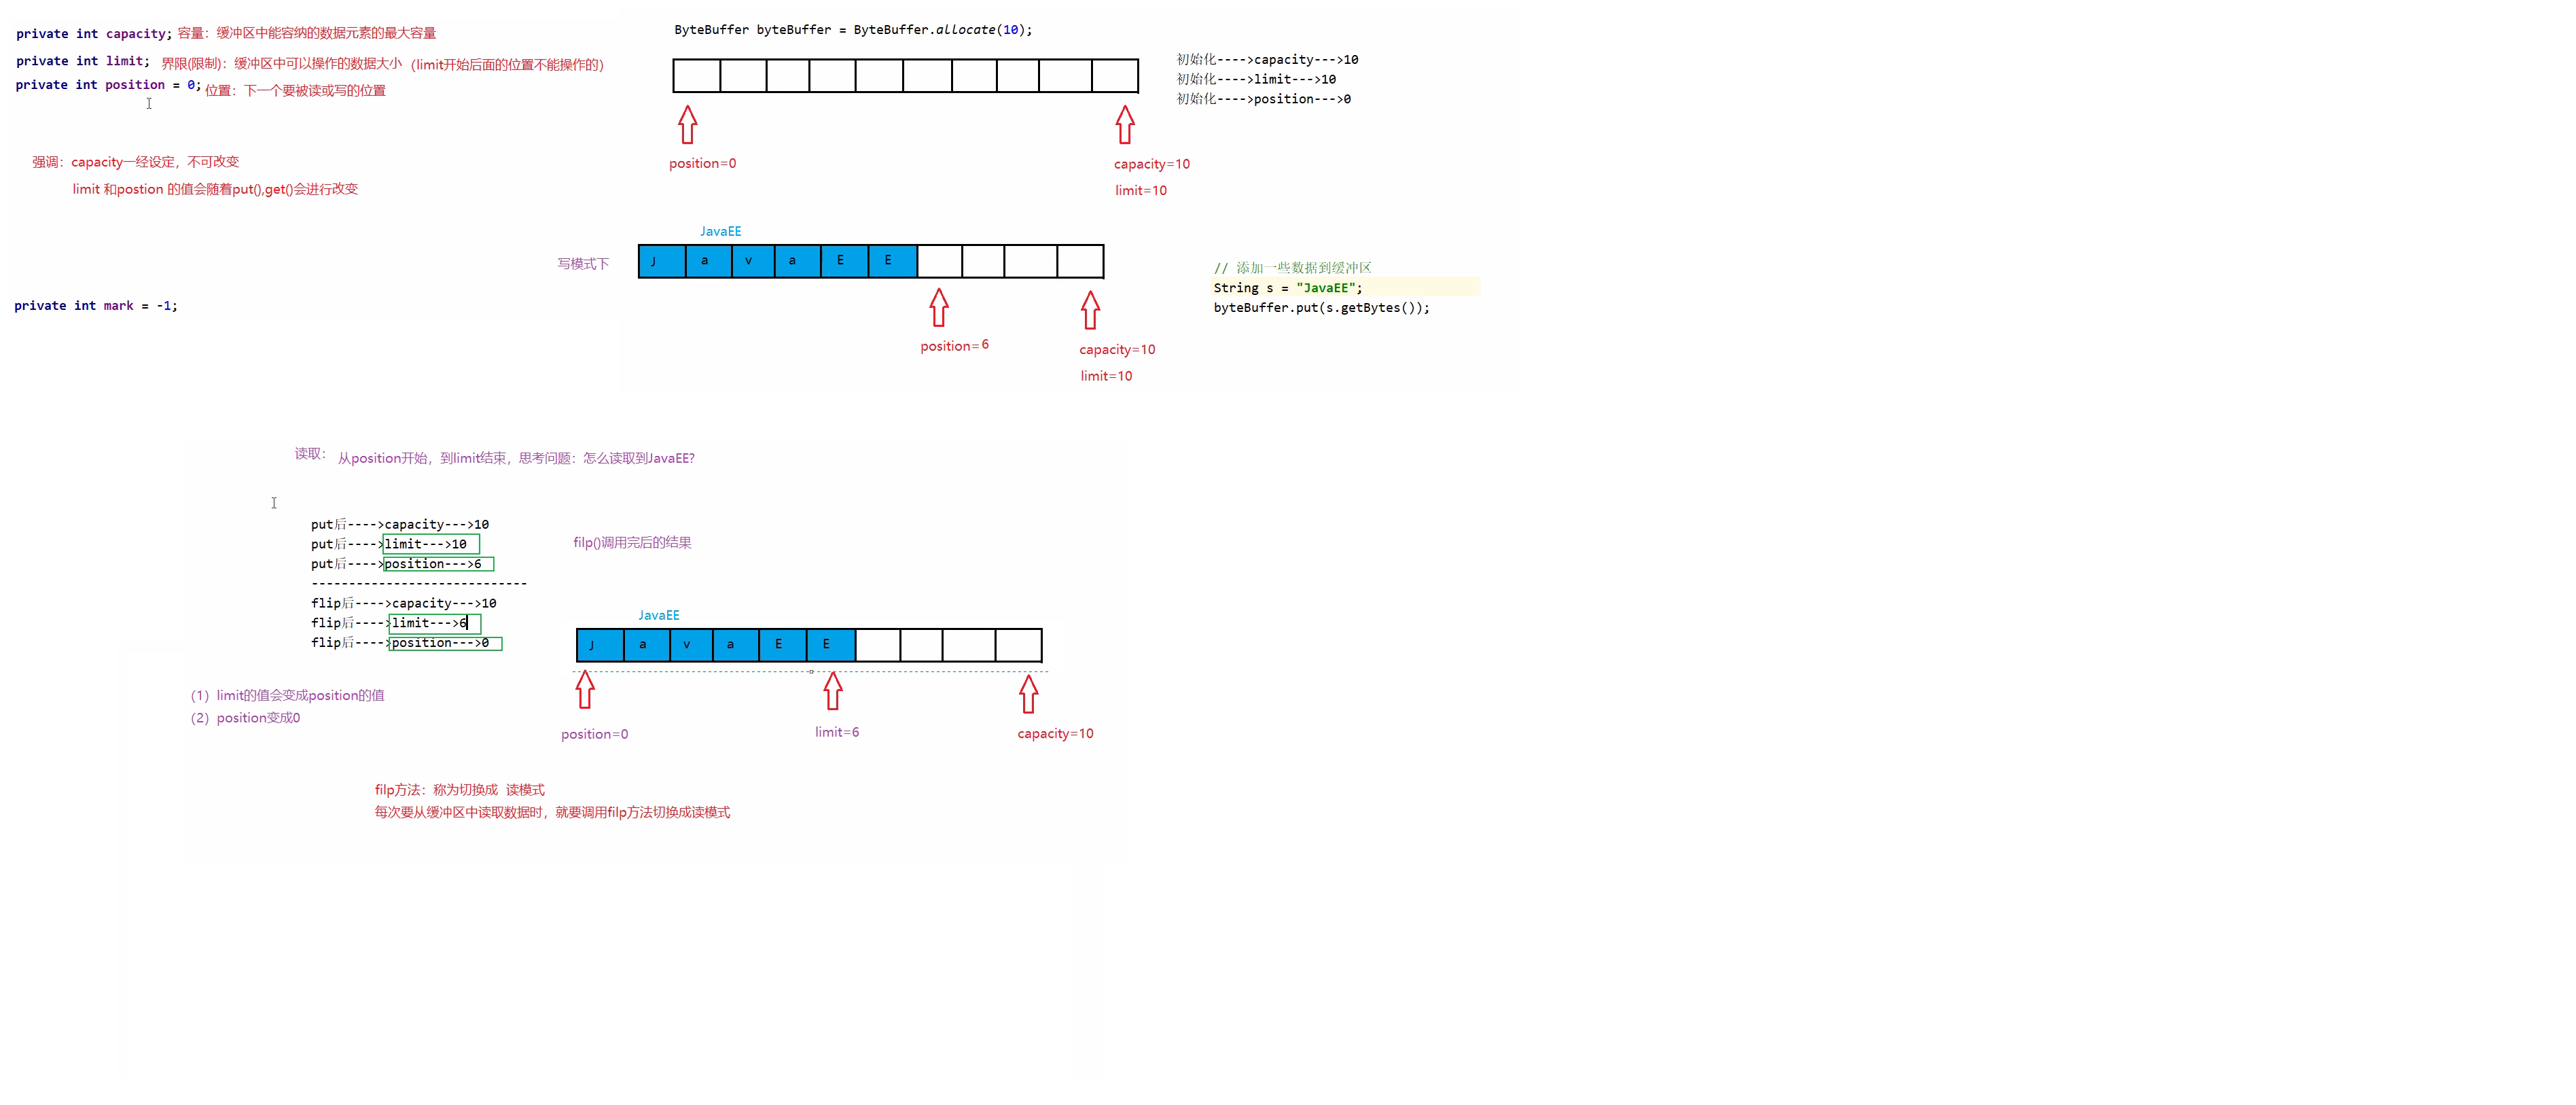 private int capacity; 容量：缓冲区中能容纳的数据元素的最大容量
private int limit; 界限(限制)：缓冲区中可以操作的数据大小（limit开始后面的位置不能操作的）
private int position = 0; 位置：下一个要被读或写的位置
强调：capacity一经设定，不可改变
limit 和postion 的值会随着put(),get()会进行改变
private int mark = -1;
ByteBuffer byteBuffer = ByteBuffer.allocate(10);
position=0
capacity=10
limit=10
初始化---->capacity--->10
初始化---->limit--->10
初始化---->position--->0
JavaEE
写模式下
J a v a E E
position=6
capacity=10
limit=10
// 添加一些数据到缓冲区
String s = "JavaEE";
byteBuffer.put(s.getBytes());
读取：从position开始，到limit结束，思考问题：怎么读取到JavaEE?
put后---->capacity--->10
put后---->limit--->10
put后---->position--->6
-----------------------------
flip后---->capacity--->10
flip后---->limit--->6
flip后---->position--->0
（1）limit的值会变成position的值
（2）position变成0
filp()调用完后的结果
JavaEE
J a v a E E
position=0
limit=6
capacity=10
filp方法：称为切换成 读模式
每次要从缓冲区中读取数据时，就要调用filp方法切换成读模式